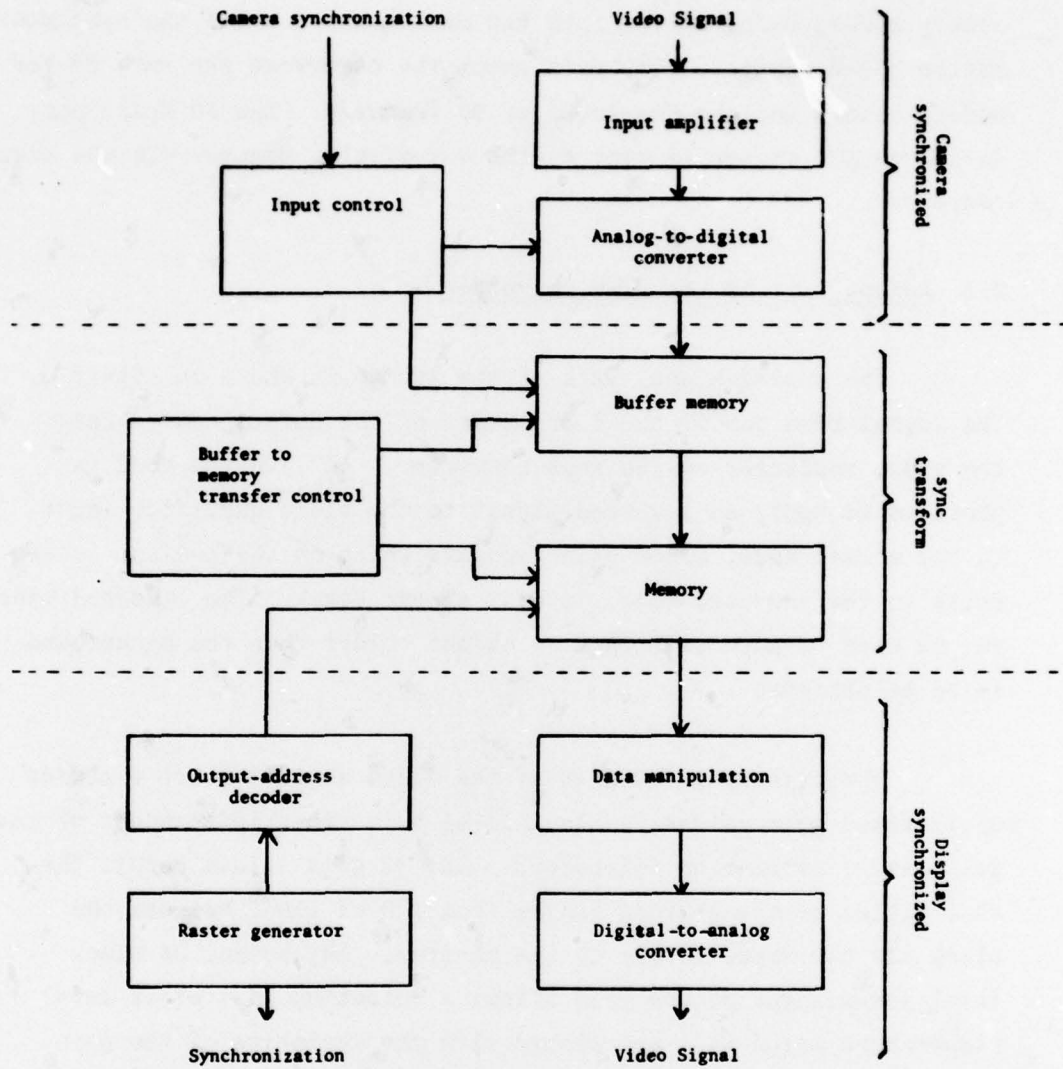 Camera synchronization
Video Signal
Input amplifier
Input control
Analog-to-digital
converter
Camera
synchronized
Buffer memory
Buffer to
memory
transfer control
Memory
sync
transform
Output-address
decoder
Data manipulation
Raster generator
Digital-to-analog
converter
Display
synchronized
Synchronization
Video Signal